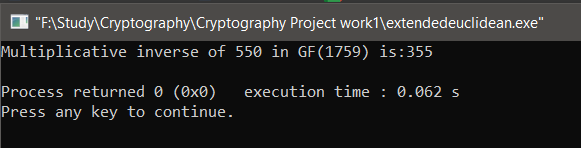 "F:\Study\Cryptography\Cryptography Project work1\extendedeuclidean.exe"
Multiplicative inverse of 550 in GF(1759) is:355
Process returned 0 (0x0)   execution time : 0.062 s
Press any key to continue.